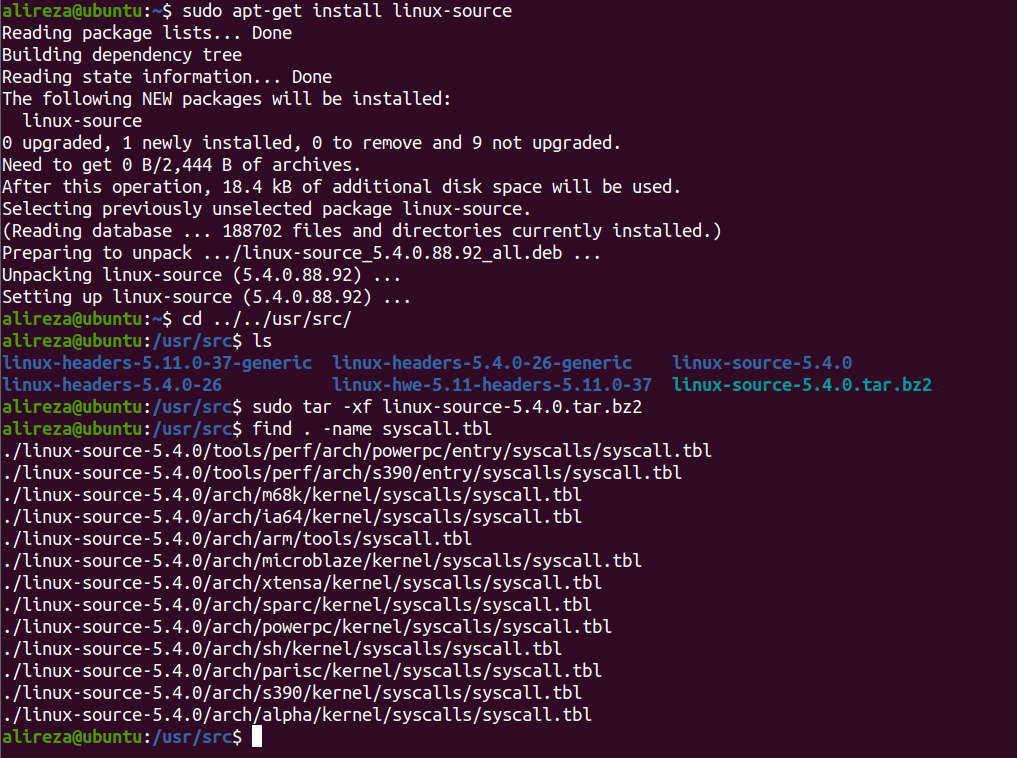 alireza@ubuntu:~$ sudo apt-get install linux-source
Reading package lists... Done
Building dependency tree
Reading state information... Done
The following NEW packages will be installed:
  linux-source
0 upgraded, 1 newly installed, 0 to remove and 9 not upgraded.
Need to get 0 B/2,444 B of archives.
After this operation, 18.4 kB of additional disk space will be used.
Selecting previously unselected package linux-source.
(Reading database ... 188702 files and directories currently installed.)
Preparing to unpack .../linux-source_5.4.0.88.92_all.deb ...
Unpacking linux-source (5.4.0.88.92) ...
Setting up linux-source (5.4.0.88.92) ...
alireza@ubuntu:~$ cd ../../usr/src/
alireza@ubuntu:/usr/src$ ls
linux-headers-5.11.0-37-generic  linux-headers-5.4.0-26-generic    linux-source-5.4.0
linux-headers-5.4.0-26           linux-hwe-5.11-headers-5.11.0-37  linux-source-5.4.0.tar.bz2
alireza@ubuntu:/usr/src$ sudo tar -xf linux-source-5.4.0.tar.bz2
alireza@ubuntu:/usr/src$ find . -name syscall.tbl
./linux-source-5.4.0/tools/perf/arch/powerpc/entry/syscalls/syscall.tbl
./linux-source-5.4.0/tools/perf/arch/s390/entry/syscalls/syscall.tbl
./linux-source-5.4.0/arch/m68k/kernel/syscalls/syscall.tbl
./linux-source-5.4.0/arch/ia64/kernel/syscalls/syscall.tbl
./linux-source-5.4.0/arch/arm/tools/syscall.tbl
./linux-source-5.4.0/arch/microblaze/kernel/syscalls/syscall.tbl
./linux-source-5.4.0/arch/xtensa/kernel/syscalls/syscall.tbl
./linux-source-5.4.0/arch/sparc/kernel/syscalls/syscall.tbl
./linux-source-5.4.0/arch/powerpc/kernel/syscalls/syscall.tbl
./linux-source-5.4.0/arch/sh/kernel/syscalls/syscall.tbl
./linux-source-5.4.0/arch/parisc/kernel/syscalls/syscall.tbl
./linux-source-5.4.0/arch/s390/kernel/syscalls/syscall.tbl
./linux-source-5.4.0/arch/alpha/kernel/syscalls/syscall.tbl
alireza@ubuntu:/usr/src$